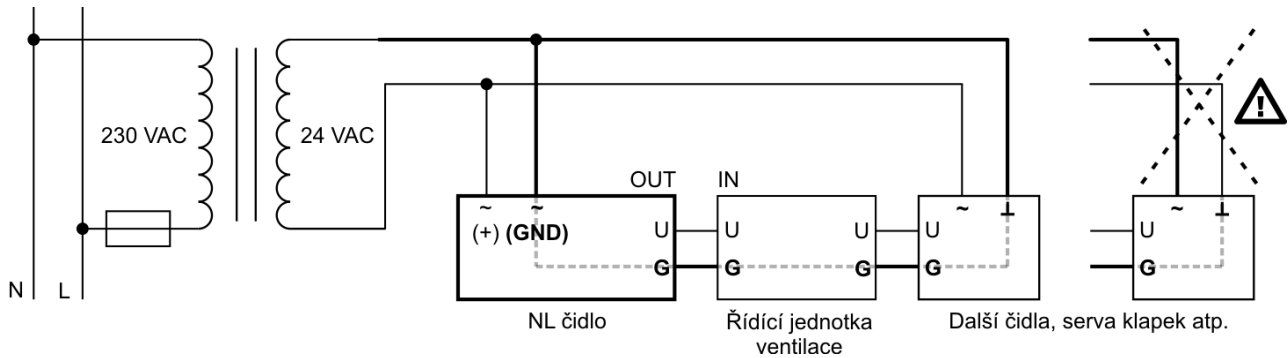 230 VAC
24 VAC
N
L
OUT
IN
~
~
(+) (GND)
U
G
U
G
U
G
~
⊥
U
G
~
⊥
U
G
!
NL čidlo
Řídící jednotka
ventilace
Další čidla, serva klapek atp.